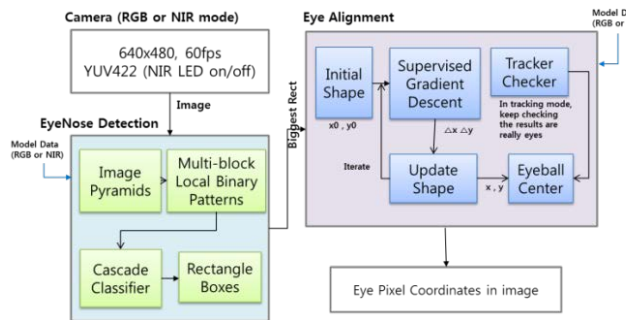 Camera (RGB or NIR mode)
640x480, 60fps
YUV422 (NIR LED on/off)
Image
EyeNose Detection
Model Data
(RGB or NIR)
Image
Pyramids
Multi-block
Local Binary
Patterns
Cascade
Classifier
Rectangle
Boxes
Biggest Rect
Eye Alignment
Model D
(RGB or
Initial
Shape
x0 , y0
Supervised
Gradient
Descent
Tracker
Checker
In tracking mode,
keep checking
the results are
really eyes
△x △y
Iterate
Update
Shape
x , y
Eyeball
Center
Eye Pixel Coordinates in image